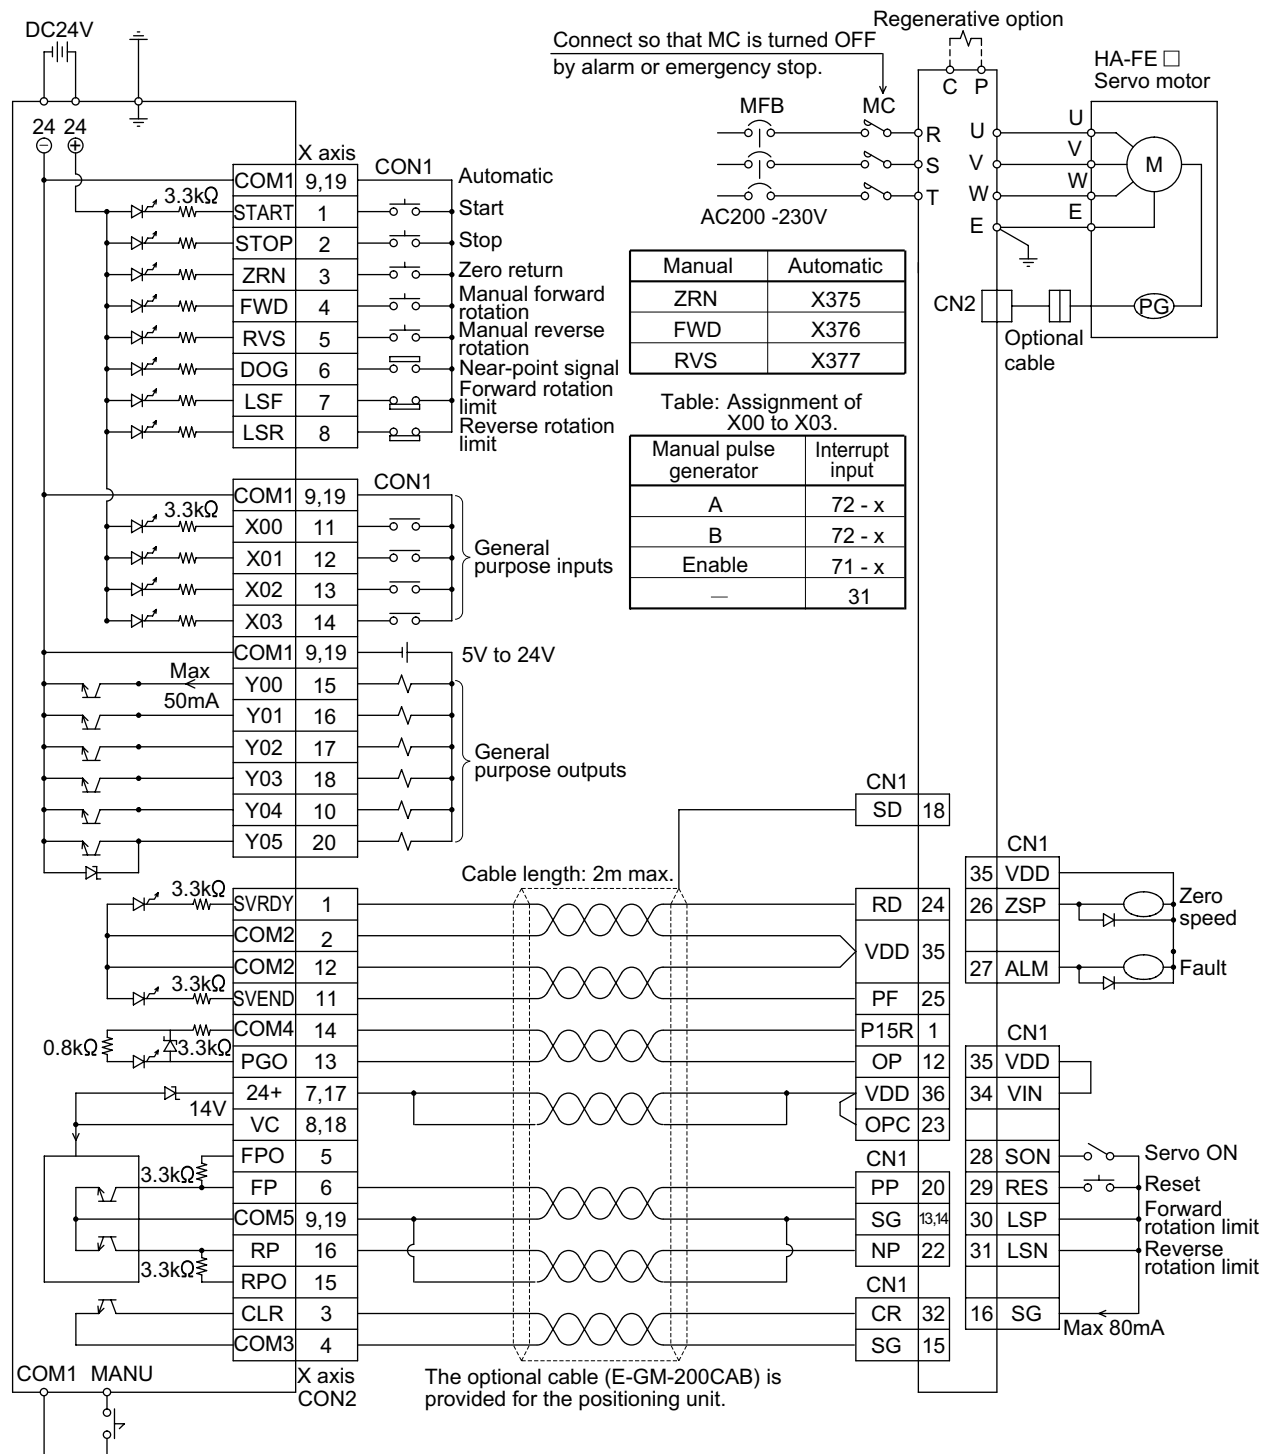 DC24V
24 24
⊖ ⊕
X axis
CON1
COM1 9,19 Automatic
3.3kΩ
START 1 Start
STOP 2 Stop
ZRN 3 Zero return
FWD 4 Manual forward
rotation
RVS 5 Manual reverse
rotation
DOG 6 Near-point signal
LSF 7 Forward rotation
limit
LSR 8 Reverse rotation
limit
CON1
COM1 9,19
3.3kΩ
X00 11
X01 12
X02 13
X03 14
General
purpose inputs
COM1 9,19 5V to 24V
Max
50mA
Y00 15
Y01 16
Y02 17
Y03 18
Y04 10
Y05 20
General
purpose outputs
Regenerative option
Connect so that MC is turned OFF
by alarm or emergency stop.
C P
MFB MC
R
S
T
AC200 -230V
U
V
W
E
U
V
W
E
HA-FE □
Servo motor
M
PG
CN2
Optional
cable
Manual Automatic
ZRN X375
FWD X376
RVS X377
Table: Assignment of
X00 to X03.
Manual pulse
generator
Interrupt
input
A 72 - x
B 72 - x
Enable 71 - x
— 31
CN1
SD 18
Cable length: 2m max.
3.3kΩ
SVRDY 1
COM2 2
COM2 12
3.3kΩ
SVEND 11
COM4 14
0.8kΩ 3.3kΩ
PGO 13
24+ 7,17
14V
VC 8,18
FPO 5
3.3kΩ
FP 6
COM5 9,19
RP 16
3.3kΩ
RPO 15
CLR 3
COM3 4
X axis
CON2
COM1 MANU
RD 24
VDD 35
PF 25
P15R 1
OP 12
VDD 36
OPC 23
CN1
PP 20
SG 13,14
NP 22
CN1
CR 32
SG 15
The optional cable (E-GM-200CAB) is
provided for the positioning unit.
CN1
35 VDD
26 ZSP Zero
speed
27 ALM Fault
CN1
35 VDD
34 VIN
28 SON Servo ON
29 RES Reset
30 LSP Forward
rotation limit
31 LSN Reverse
rotation limit
16 SG
Max 80mA